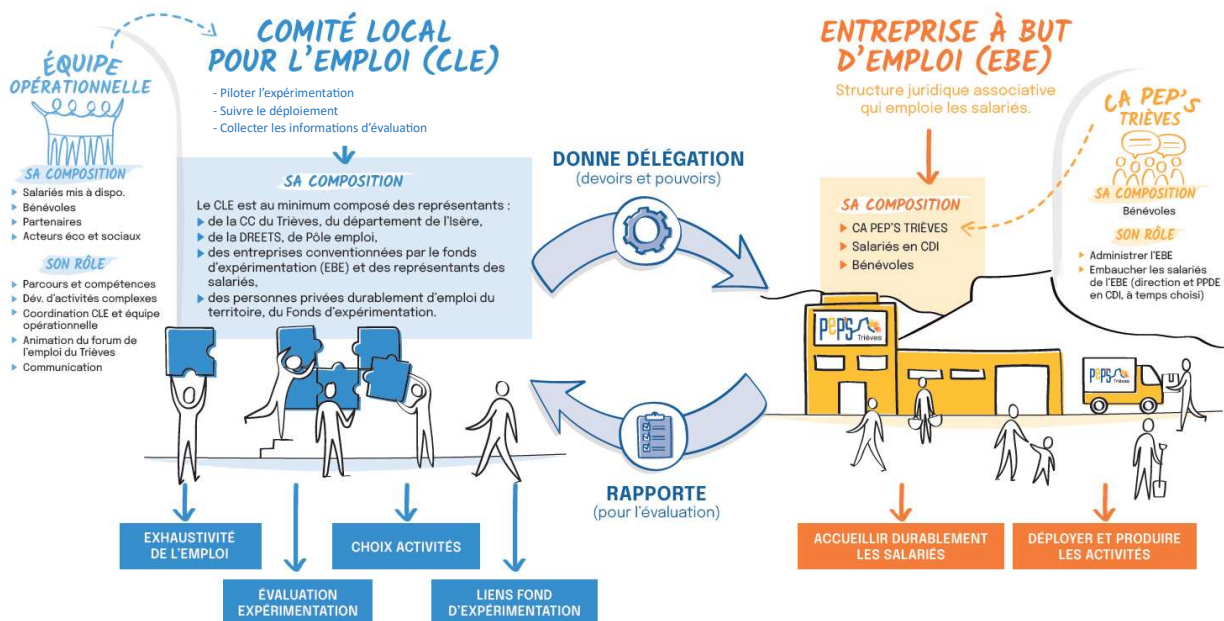 ÉQUIPE
OPÉRATIONNELLE
SA COMPOSITION
Salariés mis à dispo.
Bénévoles
Partenaires
Acteurs éco et sociaux
SON RÔLE
Parcours et compétences
Dév. d'activités complexes
Coordination CLE et équipe
opérationnelle
Animation du forum de
l'emploi du Trièves
Communication
COMITÉ LOCAL
POUR L'EMPLOI (CLE)
- Piloter l'expérimentation
- Suivre le déploiement
- Collecter les informations d'évaluation
SA COMPOSITION
Le CLE est au minimum composé des représentants :
de la CC du Trièves, du département de l'Isère,
de la DREETS, de Pôle emploi,
des entreprises conventionnées par le fonds
d'expérimentation (EBE) et des représentants des
salariés,
des personnes privées durablement d'emploi du
territoire, du Fonds d'expérimentation.
EXHAUSTIVITÉ
DE L'EMPLOI
ÉVALUATION
EXPÉRIMENTATION
CHOIX ACTIVITÉS
LIENS FOND
D'EXPÉRIMENTATION
DONNE DÉLÉGATION
(devoirs et pouvoirs)
RAPPORTE
(pour l'évaluation)
ENTREPRISE À BUT
D'EMPLOI (EBE)
Structure juridique associative
qui emploie les salariés.
SA COMPOSITION
CA PEP'S TRIÈVES
Salariés en CDI
Bénévoles
CA PEP'S
TRIÈVES
SA COMPOSITION
Bénévoles
SON RÔLE
Administrer l'EBE
Embaucher les salariés
de l'EBE (direction et PPDE
en CDI, à temps choisi)
PEP'S
Trièves
PEP'S
Trièves
ACCUEILLIR DURABLEMENT
LES SALARIÉS
DÉPLOYER ET PRODUIRE
LES ACTIVITÉS